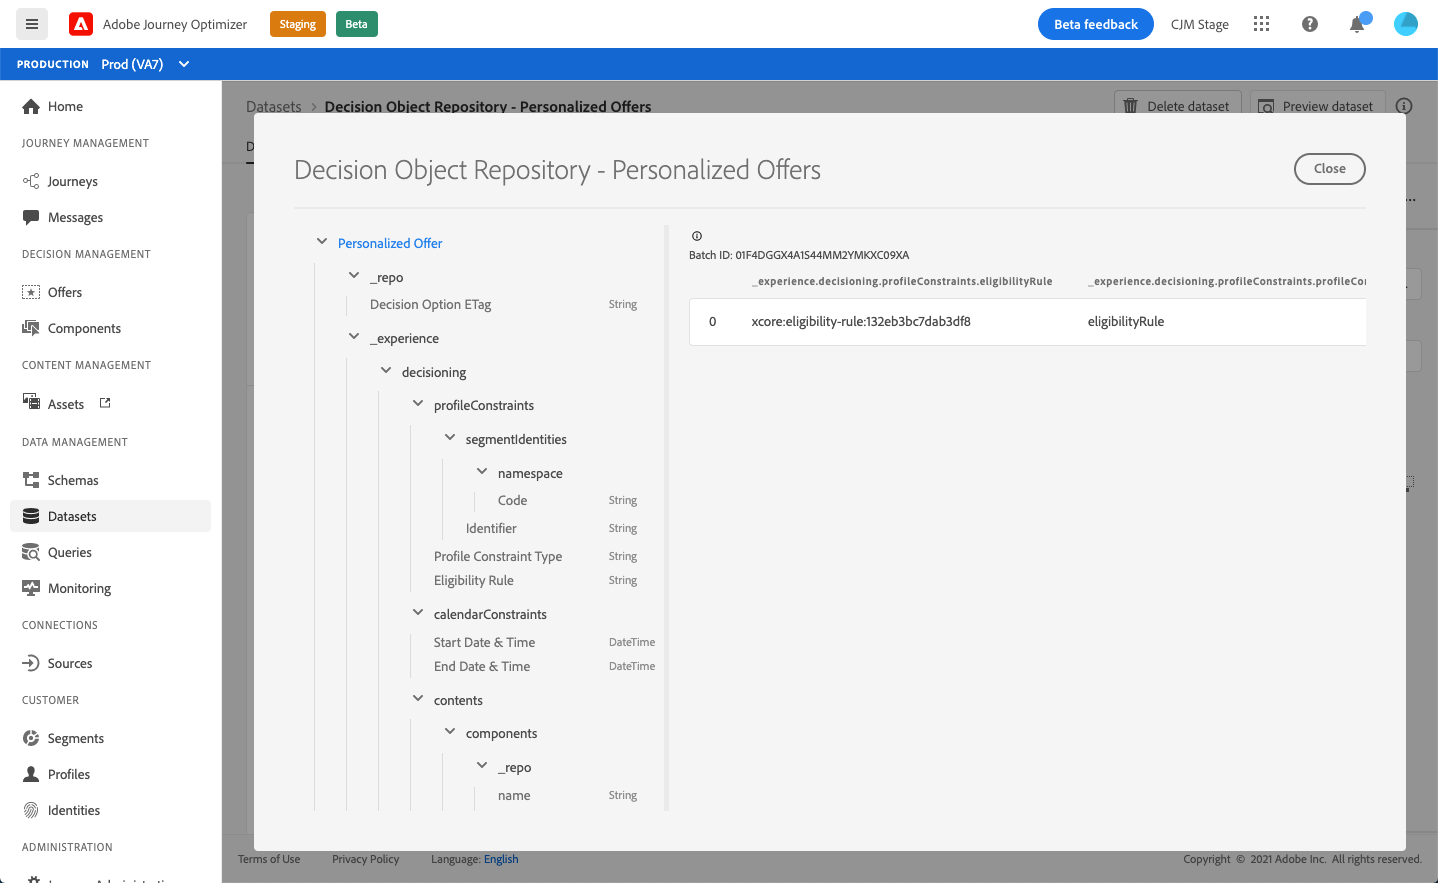 Adobe Journey Optimizer Staging Beta Beta feedback CJM Stage
PRODUCTION Prod (VA7)
Home
JOURNEY MANAGEMENT
Journeys
Messages
DECISION MANAGEMENT
Offers
Components
CONTENT MANAGEMENT
Assets
DATA MANAGEMENT
Schemas
Datasets
Queries
Monitoring
CONNECTIONS
Sources
CUSTOMER
Segments
Profiles
Identities
ADMINISTRATION
Datasets > Decision Object Repository - Personalized Offers
Delete dataset Preview dataset
Decision Object Repository - Personalized Offers
Close
Personalized Offer
_repo
Decision Option ETag String
_experience
decisioning
profileConstraints
segmentIdentities
namespace
Code String
Identifier String
Profile Constraint Type String
Eligibility Rule String
calendarConstraints
Start Date & Time DateTime
End Date & Time DateTime
contents
components
_repo
name String
Batch ID: 01F4DGGX4A1S44MM2YMKXC09XA
_experience.decisioning.profileConstraints.eligibilityRule _experience.decisioning.profileConstraints.profileCon
0 xcore:eligibility-rule:132eb3bc7dab3df8 eligibilityRule
Terms of Use Privacy Policy Language: English
Copyright © 2021 Adobe Inc. All rights reserved.